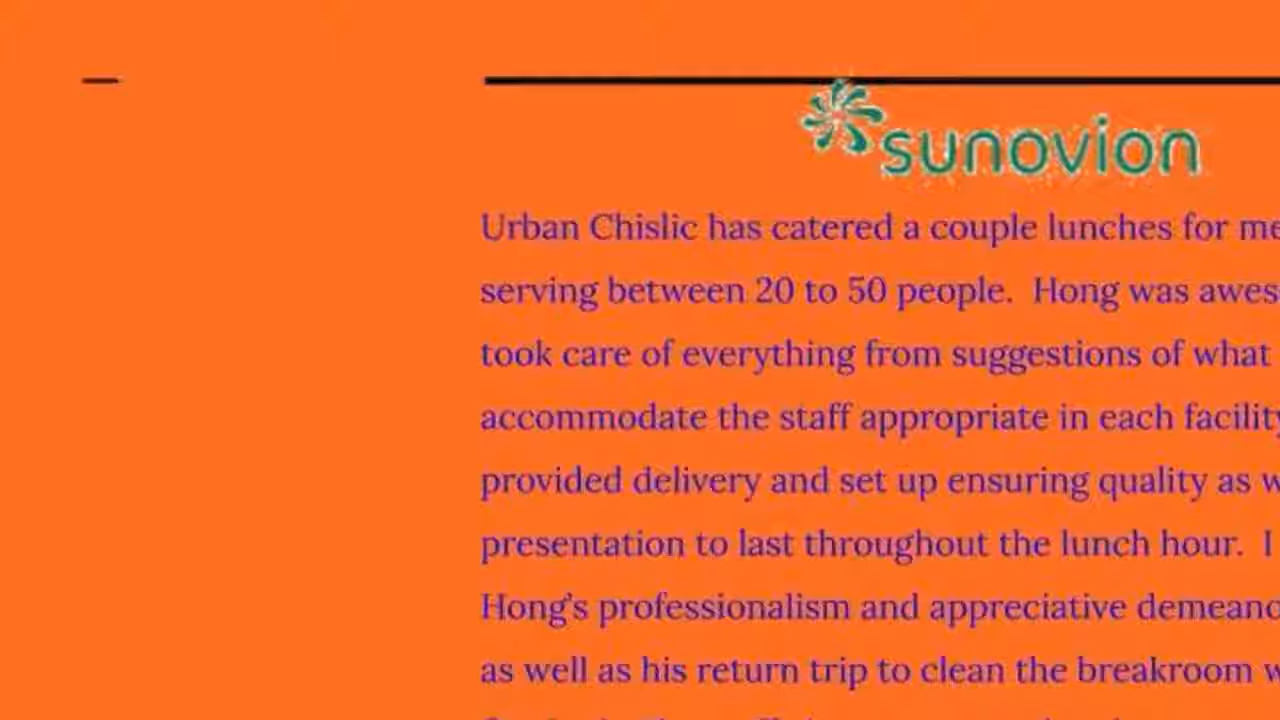 sunovion
Urban Chislic has catered a couple lunches for me
serving between 20 to 50 people.  Hong was
took care of everything from suggestions of what
accommodate the staff appropriate in each facility
provided delivery and set up ensuring quality as
presentation to last throughout the lunch hour.  I
Hong's professionalism and appreciative
as well as his return trip to clean the breakroom